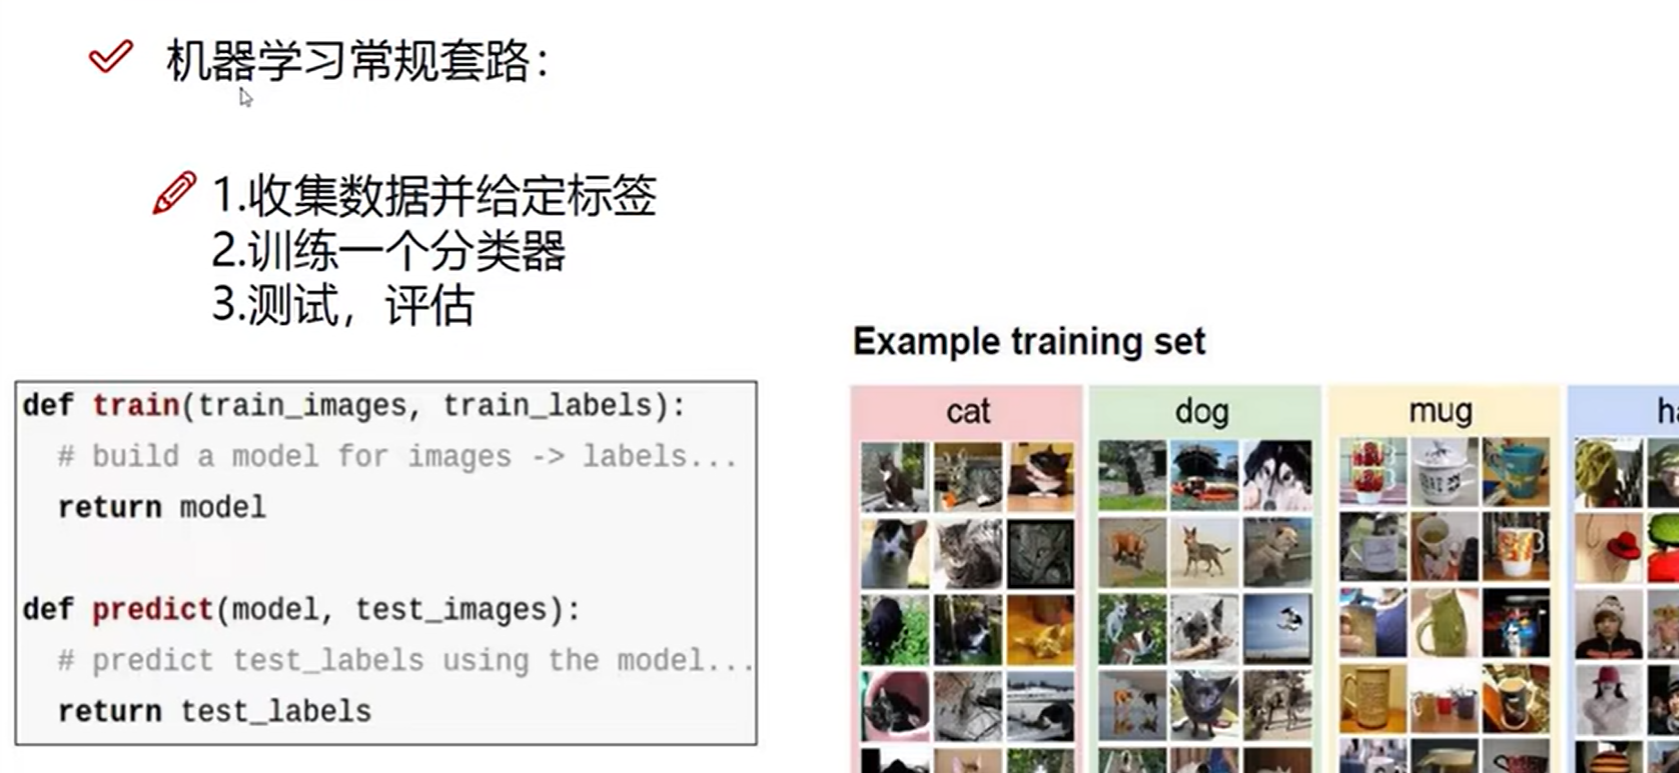 机器学习常规套路：
1.收集数据并给定标签
2.训练一个分类器
3.测试，评估
def train(train_images, train_labels):
# build a model for images -> labels...
return model
def predict(model, test_images):
# predict test_labels using the model...
return test_labels
Example training set
cat
dog
mug